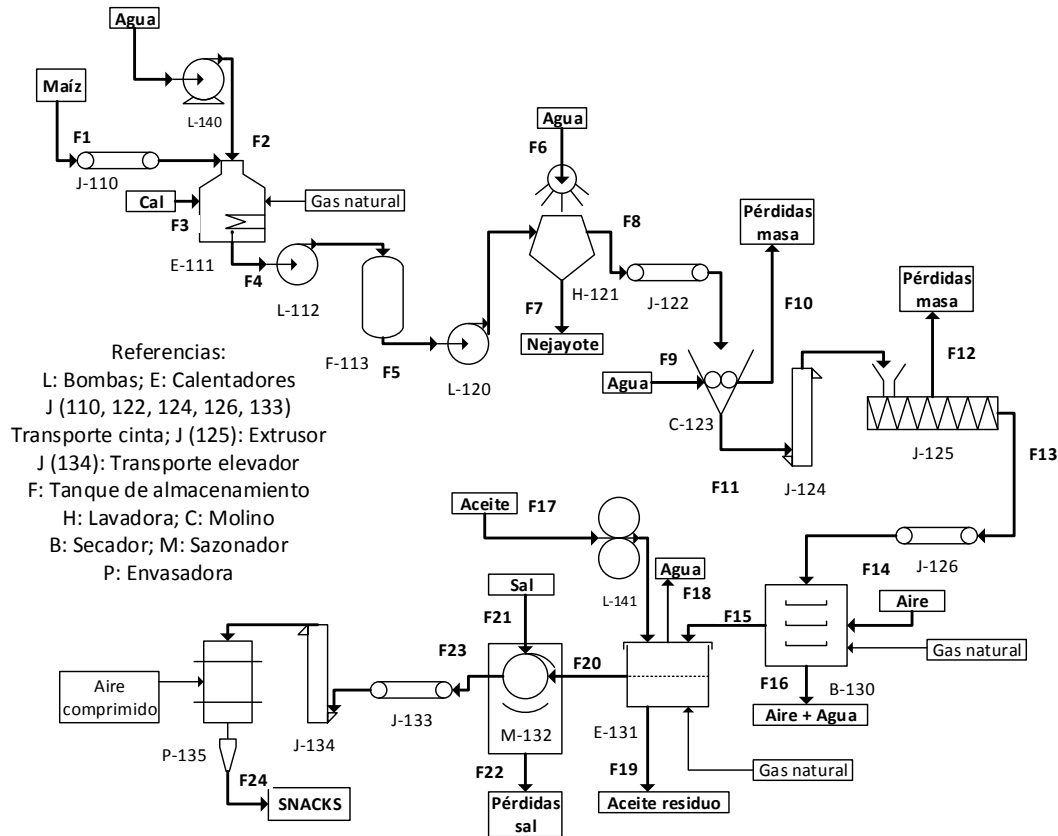 Agua
Maíz
L-140
F1
F2
J-110
Cal
F3
Gas natural
E-111
F4
L-112
F-113
F5
L-120
Agua
F6
F8
H-121
J-122
F7
Nejayote
Pérdidas
masa
F10
F9
Agua
C-123
F11
J-124
Pérdidas
masa
F12
J-125
F13
Referencias:
L: Bombas; E: Calentadores
J (110, 122, 124, 126, 133)
Transporte cinta; J (125): Extrusor
J (134): Transporte elevador
F: Tanque de almacenamiento
H: Lavadora; C: Molino
B: Secador; M: Sazonador
P: Envasadora
J-126
F14
Aire
F15
Gas natural
F16
B-130
Aire + Agua
Aceite
F17
L-141
Agua
F18
E-131
F19
Gas natural
Aceite residuo
F20
Sal
F21
M-132
F22
Pérdidas
sal
F23
J-133
J-134
Aire
comprimido
P-135
F24
SNACKS